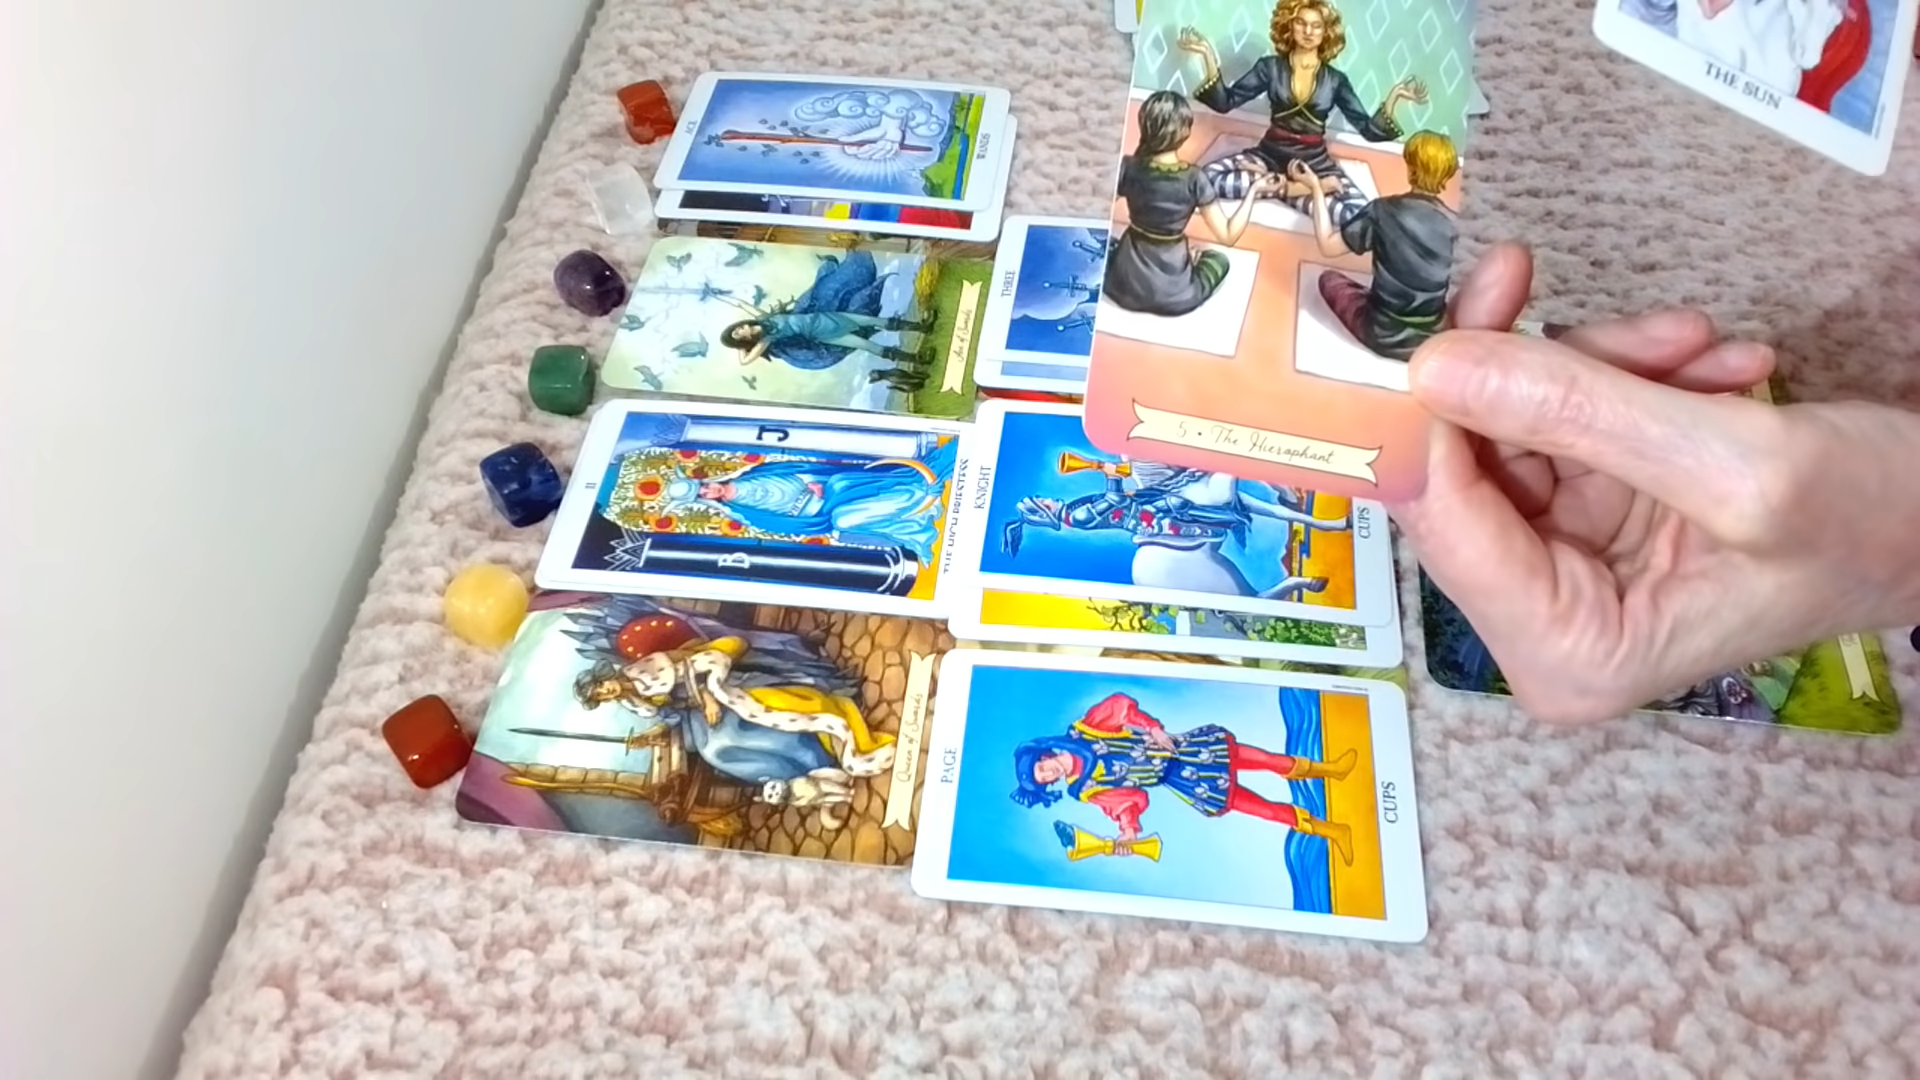 THE SUN
ACE
WANDS
5 • The Hierophant
THREE
Ace of Swords
II
J
B
THE HIGH PRIESTESS
KNIGHT
CUPS
Queen of Swords
PAGE
CUPS